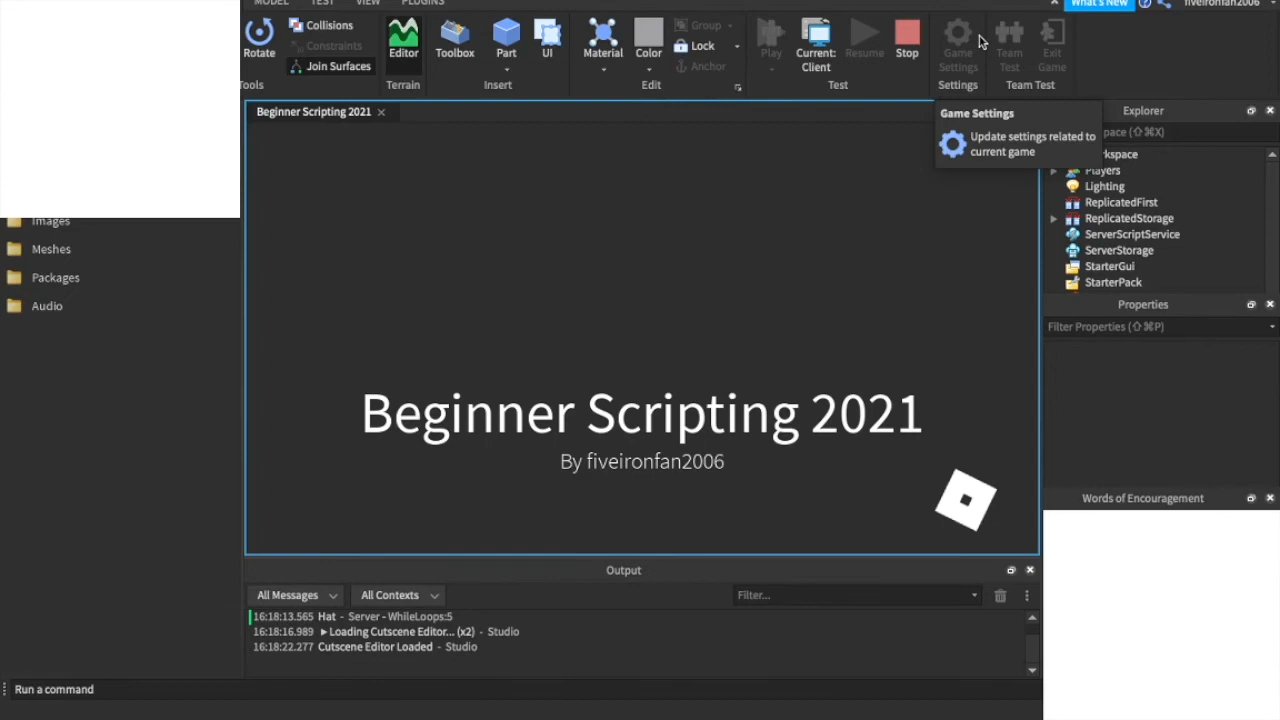 MODEL TEST VIEW PLUGINS What's New fiveironfan2006
Rotate Collisions Constraints Join Surfaces Editor Toolbox Part UI Material Color Group Lock Anchor Play Current: Client Resume Stop Game Settings Team Test Exit Game
Tools Terrain Insert Edit Test Settings Team Test
Beginner Scripting 2021
Game Settings
Update settings related to
current game
Explorer
pace (⇧⌘X)
rkspace
Players
Lighting
ReplicatedFirst
ReplicatedStorage
ServerScriptService
ServerStorage
StarterGui
StarterPack
Properties
Filter Properties (⇧⌘P)
Words of Encouragement
Images
Meshes
Packages
Audio
Beginner Scripting 2021
By fiveironfan2006
Output
All Messages All Contexts Filter...
16:18:13.565 Hat - Server - WhileLoops:5
16:18:16.989 ►Loading Cutscene Editor... (x2) - Studio
16:18:22.277 Cutscene Editor Loaded - Studio
Run a command